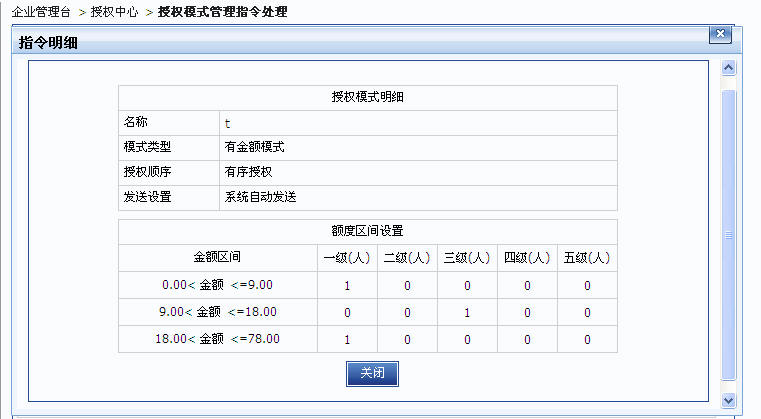 企业管理台 > 授权中心 > 授权模式管理指令处理
指令明细
授权模式明细
名称 t
模式类型 有金额模式
授权顺序 有序授权
发送设置 系统自动发送
额度区间设置
金额区间 一级(人) 二级(人) 三级(人) 四级(人) 五级(人)
0.00< 金额 <=9.00 1 0 0 0 0
9.00< 金额 <=18.00 0 0 1 0 0
18.00< 金额 <=78.00 1 0 0 0 0
关闭